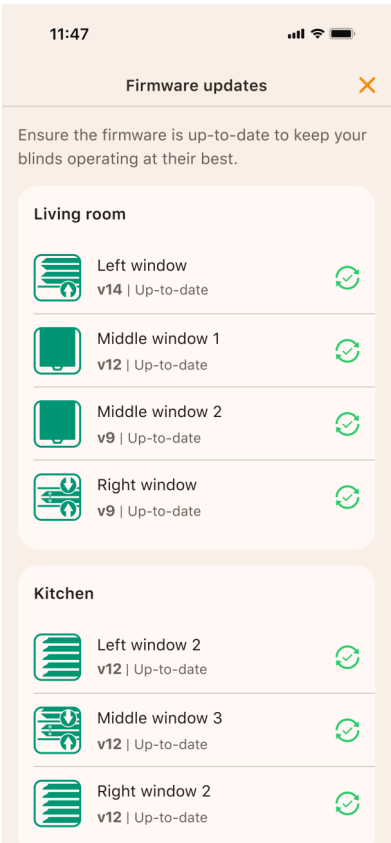 11:47
Firmware updates
Ensure the firmware is up-to-date to keep your
blinds operating at their best.
Living room
Left window
v14 | Up-to-date
Middle window 1
v12 | Up-to-date
Middle window 2
v9 | Up-to-date
Right window
v9 | Up-to-date
Kitchen
Left window 2
v12 | Up-to-date
Middle window 3
v12 | Up-to-date
Right window 2
v12 | Up-to-date